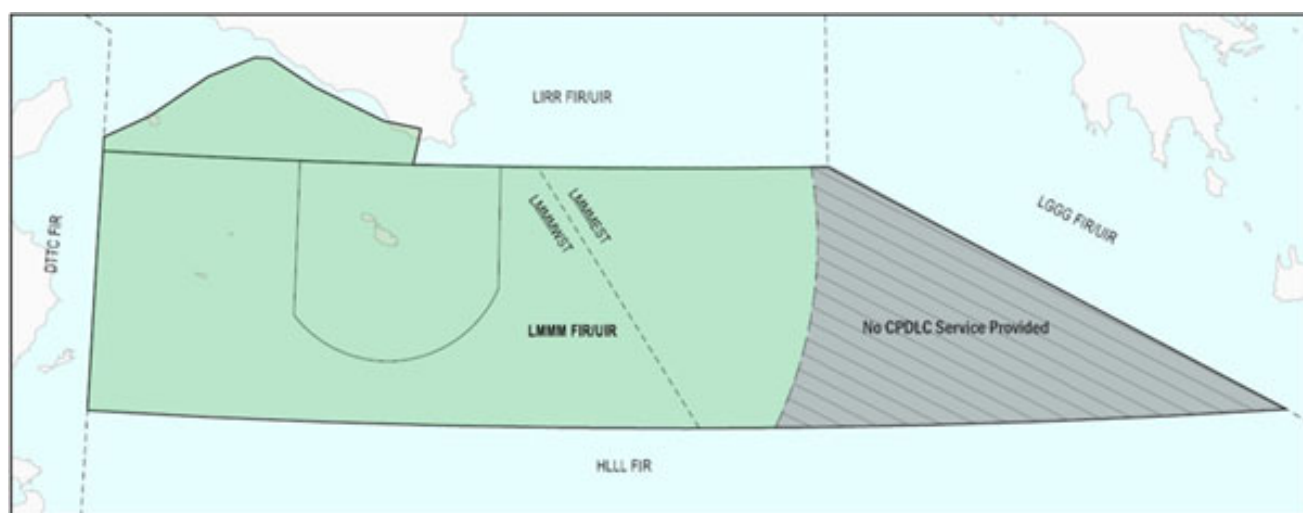 LIRR FIR/UIR
LGGG FIR/UIR
DTTC FIR
LMMMEST
LMMMWST
LMMM FIR/UIR
No CPDLC Service Provided
HLLL FIR